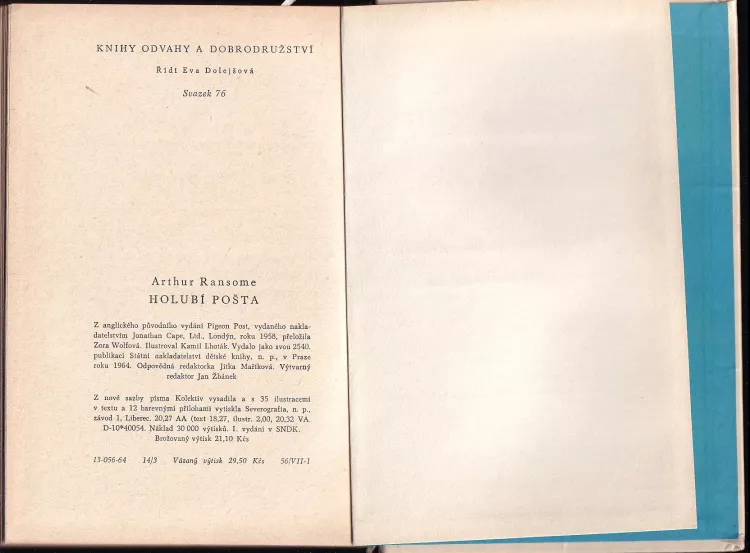 KNIHY ODVAHY A DOBRODRUŽSTVÍ
Řídí Eva Dolejšová
Svazek 76
Arthur Ransome
HOLUBÍ POŠTA
Z anglického původního vydání Pigeon Post, vydaného nakla-
datelstvím Jonathan Cape, Ltd., Londýn, roku 1958, přeložila
Zora Wolfová. Ilustroval Kamil Lhoták. Vydalo jako svou 2540.
publikaci Státní nakladatelství dětské knihy, n. p., v Praze
roku 1964. Odpovědná redaktorka Jitka Maříková. Výtvarný
redaktor Jan Žbánek
Z nové sazby písma Kolektiv vysadila a s 35 ilustracemi
v textu a 12 barevnými přílohami vytiskla Severografia, n. p.,
závod 1, Liberec. 20,27 AA (text 18,27, ilustr. 2,00, 20,32 VA.
D-10*40054. Náklad 30 000 výtisků. I. vydání v SNDK.
Brožovaný výtisk 21,10 Kčs
13-056-64 14/3 Vázaný výtisk 29,50 Kčs 56/VII-1